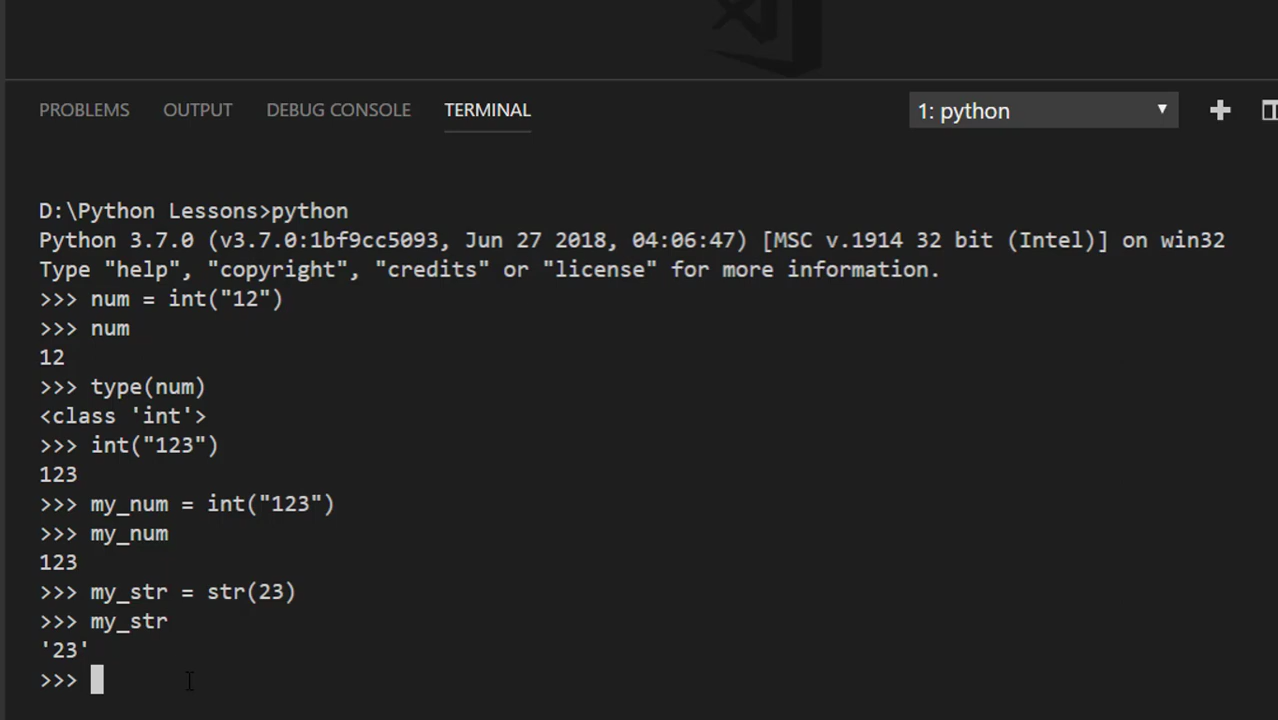 PROBLEMS OUTPUT DEBUG CONSOLE TERMINAL 1: python
D:\Python Lessons>python
Python 3.7.0 (v3.7.0:1bf9cc5093, Jun 27 2018, 04:06:47) [MSC v.1914 32 bit (Intel)] on win32
Type "help", "copyright", "credits" or "license" for more information.
>>> num = int("12")
>>> num
12
>>> type(num)
<class 'int'>
>>> int("123")
123
>>> my_num = int("123")
>>> my_num
123
>>> my_str = str(23)
>>> my_str
'23'
>>>